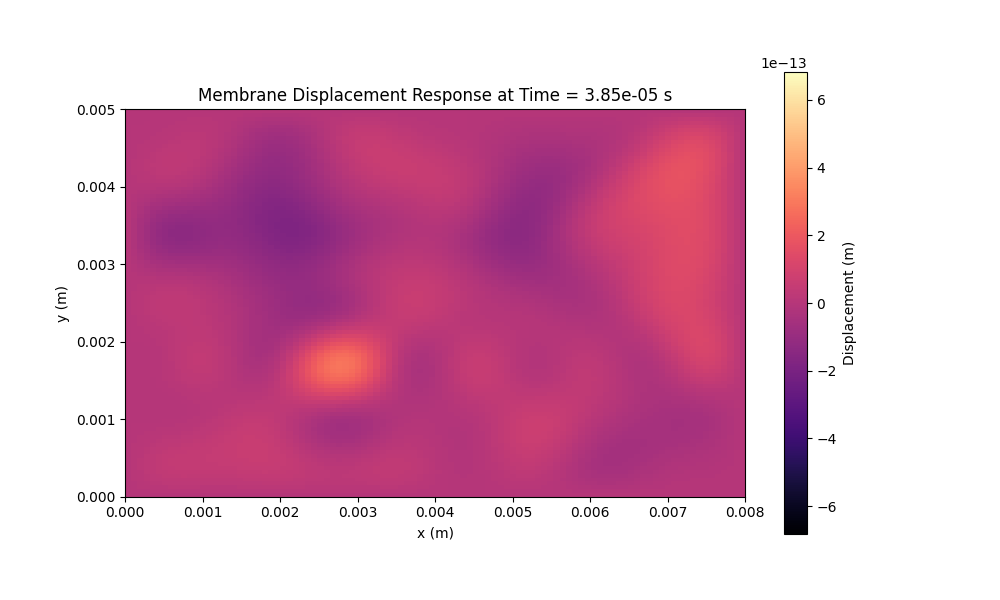 1e−13
Membrane Displacement Response at Time = 3.85e-05 s
0.005
0.004
0.003
0.002
0.001
0.000
y (m)
0.000 0.001 0.002 0.003 0.004 0.005 0.006 0.007 0.008
x (m)
6
4
2
0
−2
−4
−6
Displacement (m)